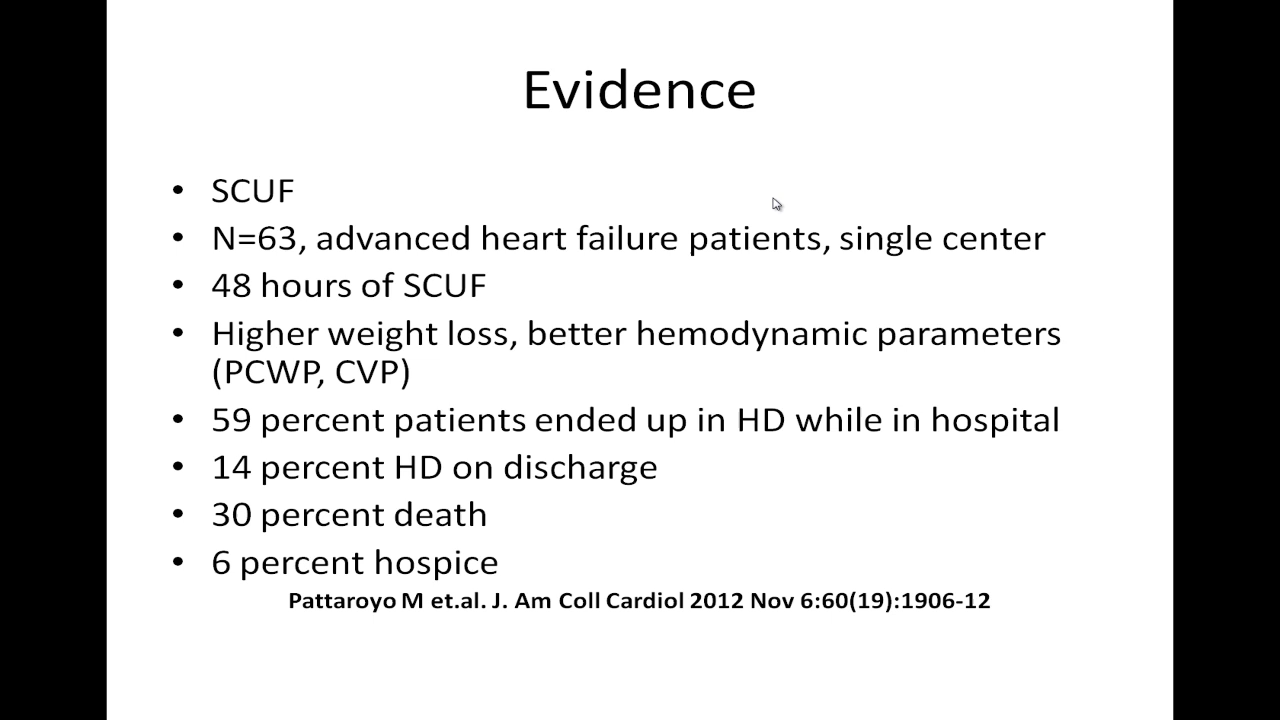 Evidence
• SCUF
• N=63, advanced heart failure patients, single center
• 48 hours of SCUF
• Higher weight loss, better hemodynamic parameters
(PCWP, CVP)
• 59 percent patients ended up in HD while in hospital
• 14 percent HD on discharge
• 30 percent death
• 6 percent hospice
Pattaroyo M et.al. J. Am Coll Cardiol 2012 Nov 6:60(19):1906-12